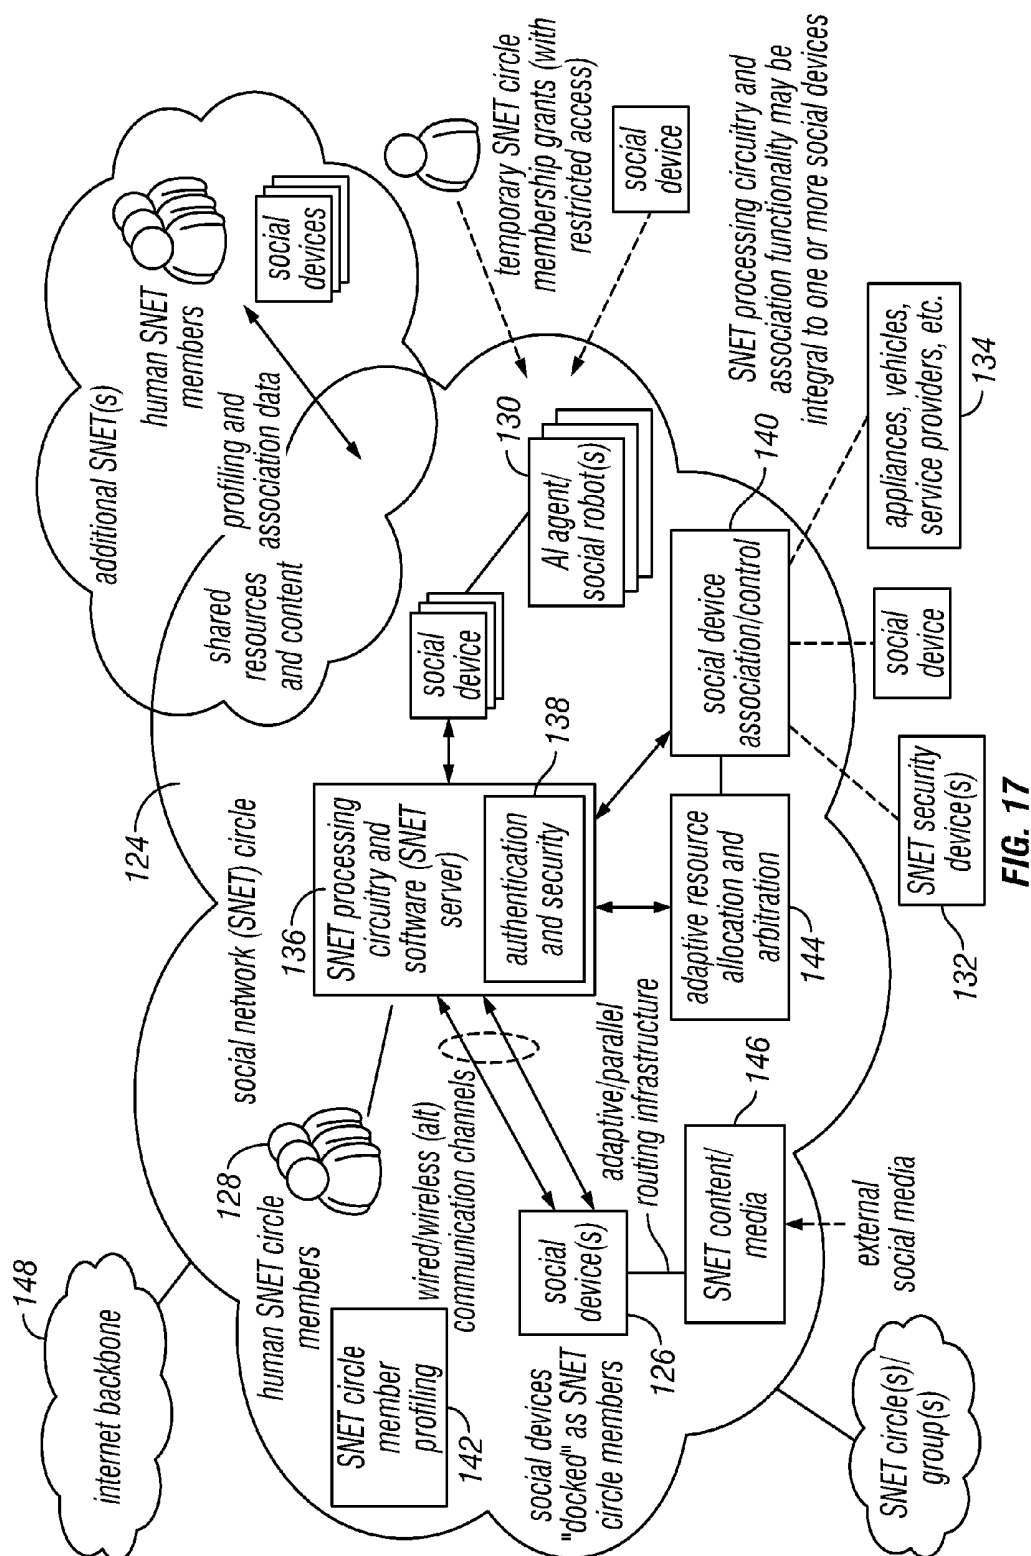 148
internet backbone
124
social network (SNET) circle
additional SNET(s)
human SNET
members
social
devices
shared
resources
and content
profiling and
association data
128
human SNET circle
members
SNET circle
member
profiling
142
wired/wireless (alt)
communication channels
136
SNET processing
circuitry and
software (SNET
server)
138
authentication
and security
social
device
130
AI agent/
social robot(s)
temporary SNET circle
membership grants (with
restricted access)
social
device
social devices
"docked" as SNET
circle members
social
device(s)
126
adaptive/parallel
routing infrastructure
SNET content/
media
146
external
social media
adaptive resource
allocation and
arbitration
144
social device
association/control
140
SNET processing circuitry and
association functionality may be
integral to one or more social devices
SNET circle(s)/
group(s)
SNET security
device(s)
132
social
device
appliances, vehicles,
service providers, etc.
134
FIG. 17